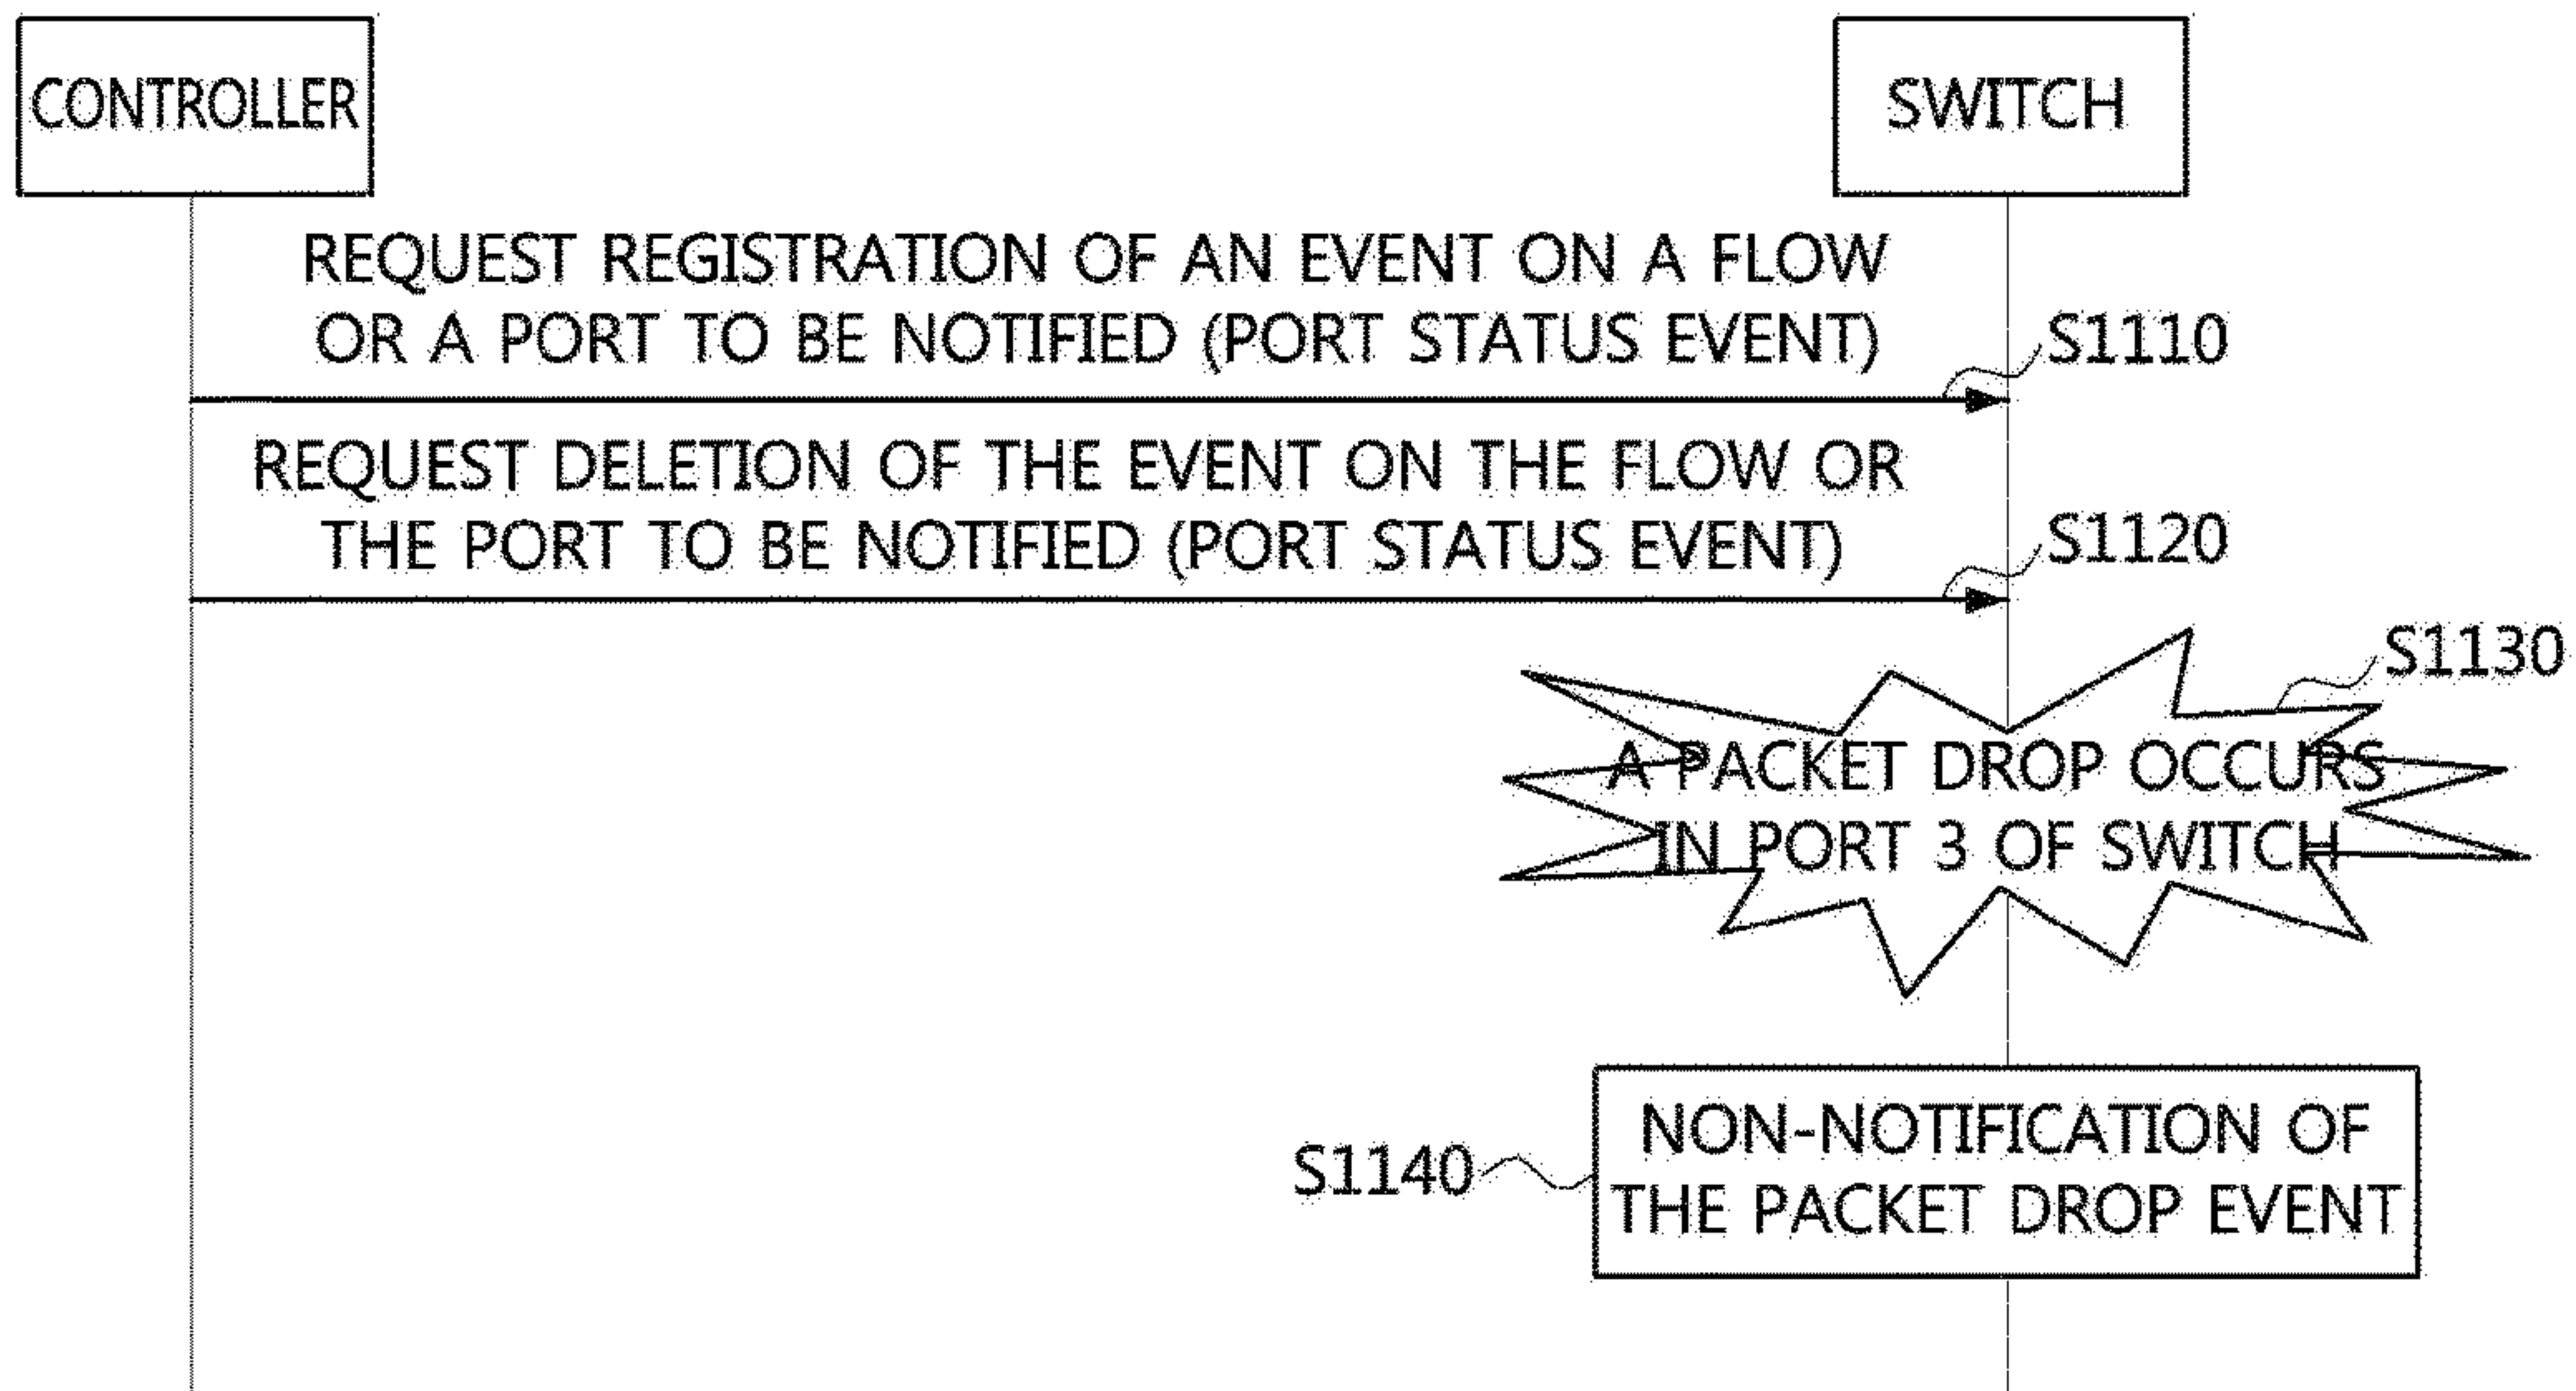 CONTROLLER
SWITCH
REQUEST REGISTRATION OF AN EVENT ON A FLOW
OR A PORT TO BE NOTIFIED (PORT STATUS EVENT)
S1110
REQUEST DELETION OF THE EVENT ON THE FLOW OR
THE PORT TO BE NOTIFIED (PORT STATUS EVENT)
S1120
S1130
A PACKET DROP OCCURS
IN PORT 3 OF SWITCH
NON-NOTIFICATION OF
THE PACKET DROP EVENT
S1140